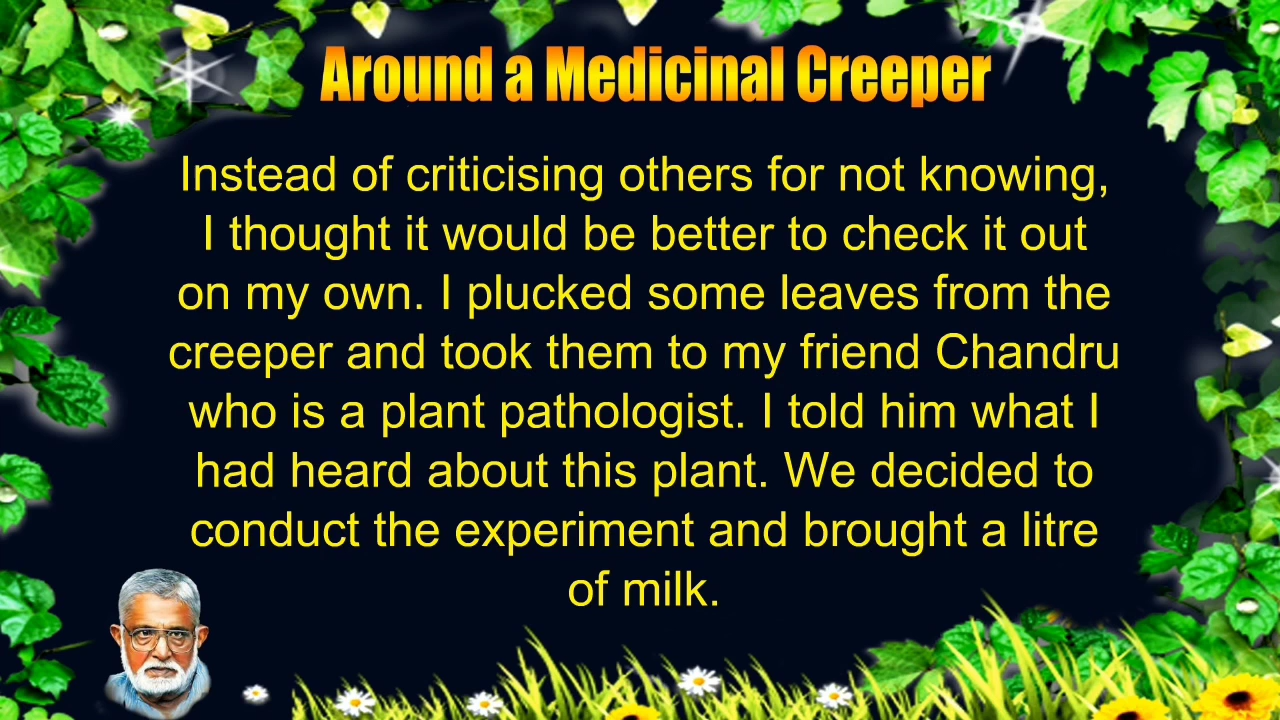 Around a Medicinal Creeper
Instead of criticising others for not knowing,
I thought it would be better to check it out
on my own. I plucked some leaves from the
creeper and took them to my friend Chandru
who is a plant pathologist. I told him what I
had heard about this plant. We decided to
conduct the experiment and brought a litre
of milk.